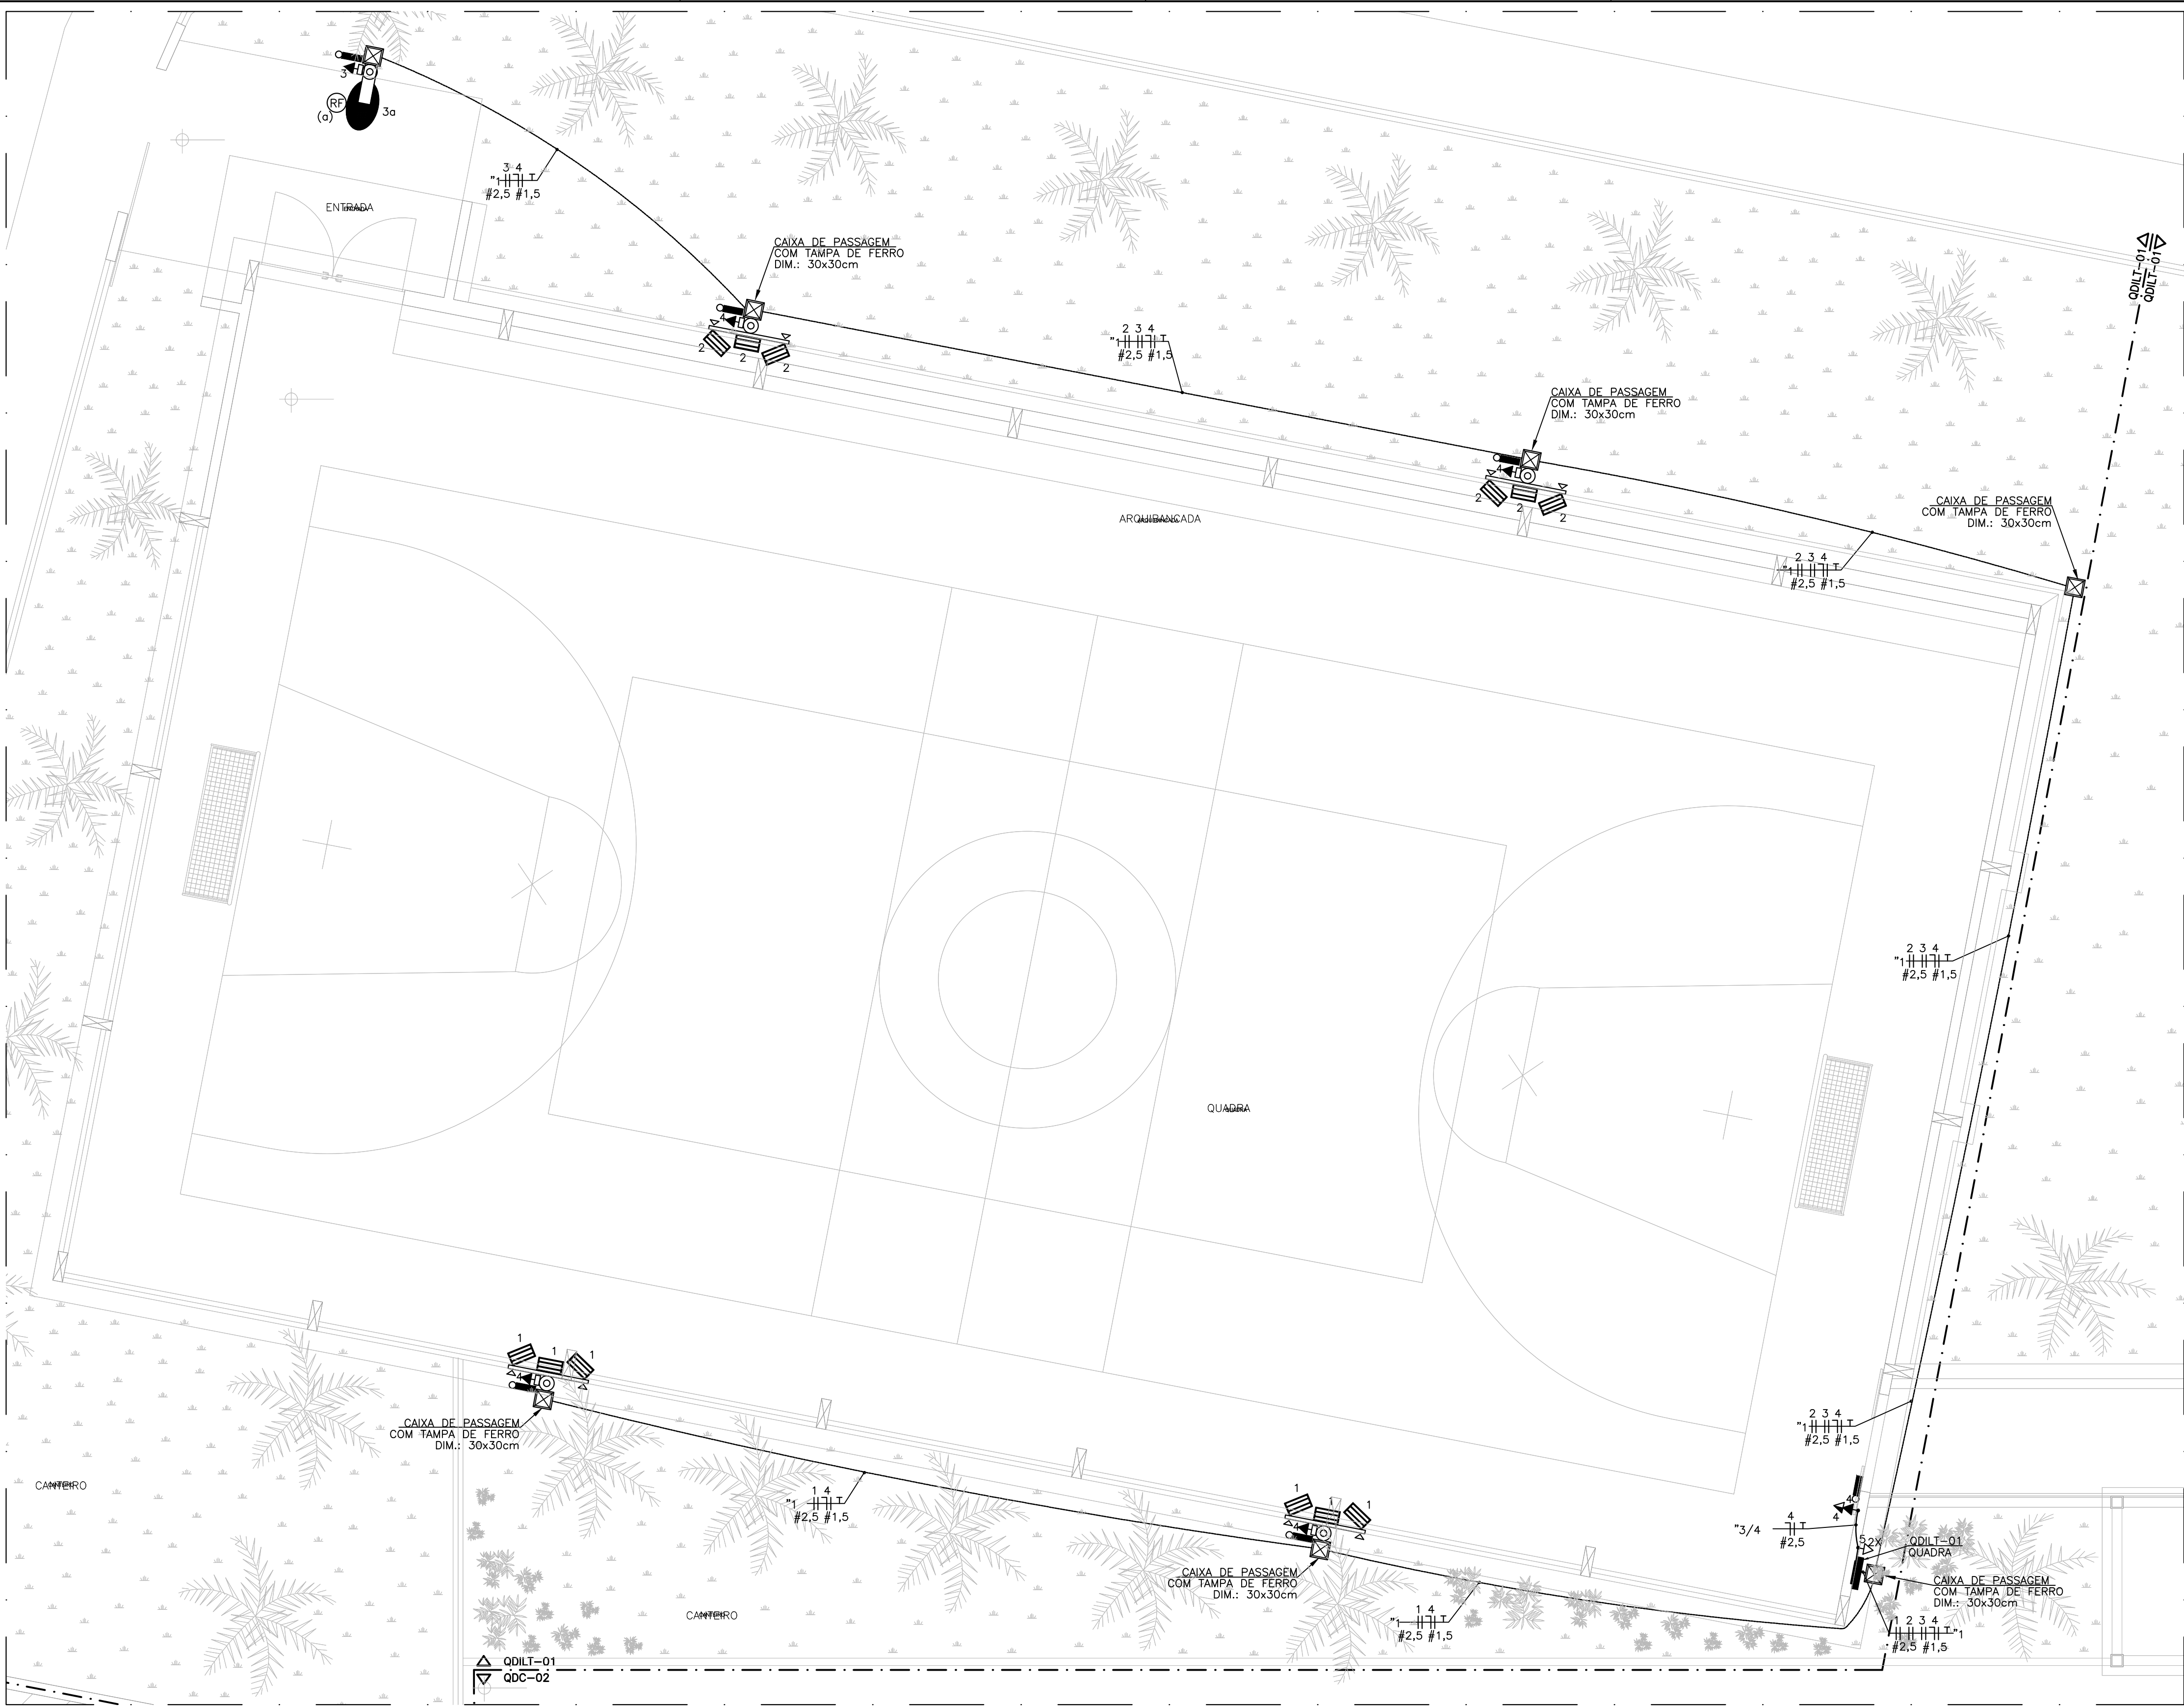 3
RF
(a)
3a
3 4
"1
#2,5 #1,5
ENTRADA
CAIXA DE PASSAGEM
COM TAMPA DE FERRO
DIM.: 30x30cm
4
2
2
2
2 3 4
"1
#2,5 #1,5
QDILT-01
QDILT-01
CAIXA DE PASSAGEM
COM TAMPA DE FERRO
DIM.: 30x30cm
4
2
2
2
CAIXA DE PASSAGEM
COM TAMPA DE FERRO
DIM.: 30x30cm
ARQUIBANCADA
2 3 4
"1
#2,5 #1,5
2 3 4
"1
#2,5 #1,5
QUADRA
1
1
1
4
CAIXA DE PASSAGEM
COM TAMPA DE FERRO
DIM.: 30x30cm
2 3 4
"1
#2,5 #1,5
CANTEIRO
1 4
"1
#2,5 #1,5
1
1
1
4
4
4
"3/4
4
#2,5
5
2X
QDILT-01
QUADRA
CAIXA DE PASSAGEM
COM TAMPA DE FERRO
DIM.: 30x30cm
CAIXA DE PASSAGEM
COM TAMPA DE FERRO
DIM.: 30x30cm
CANTEIRO
1 4
"1
#2,5 #1,5
1 2 3 4
"1
#2,5 #1,5
QDILT-01
QDC-02